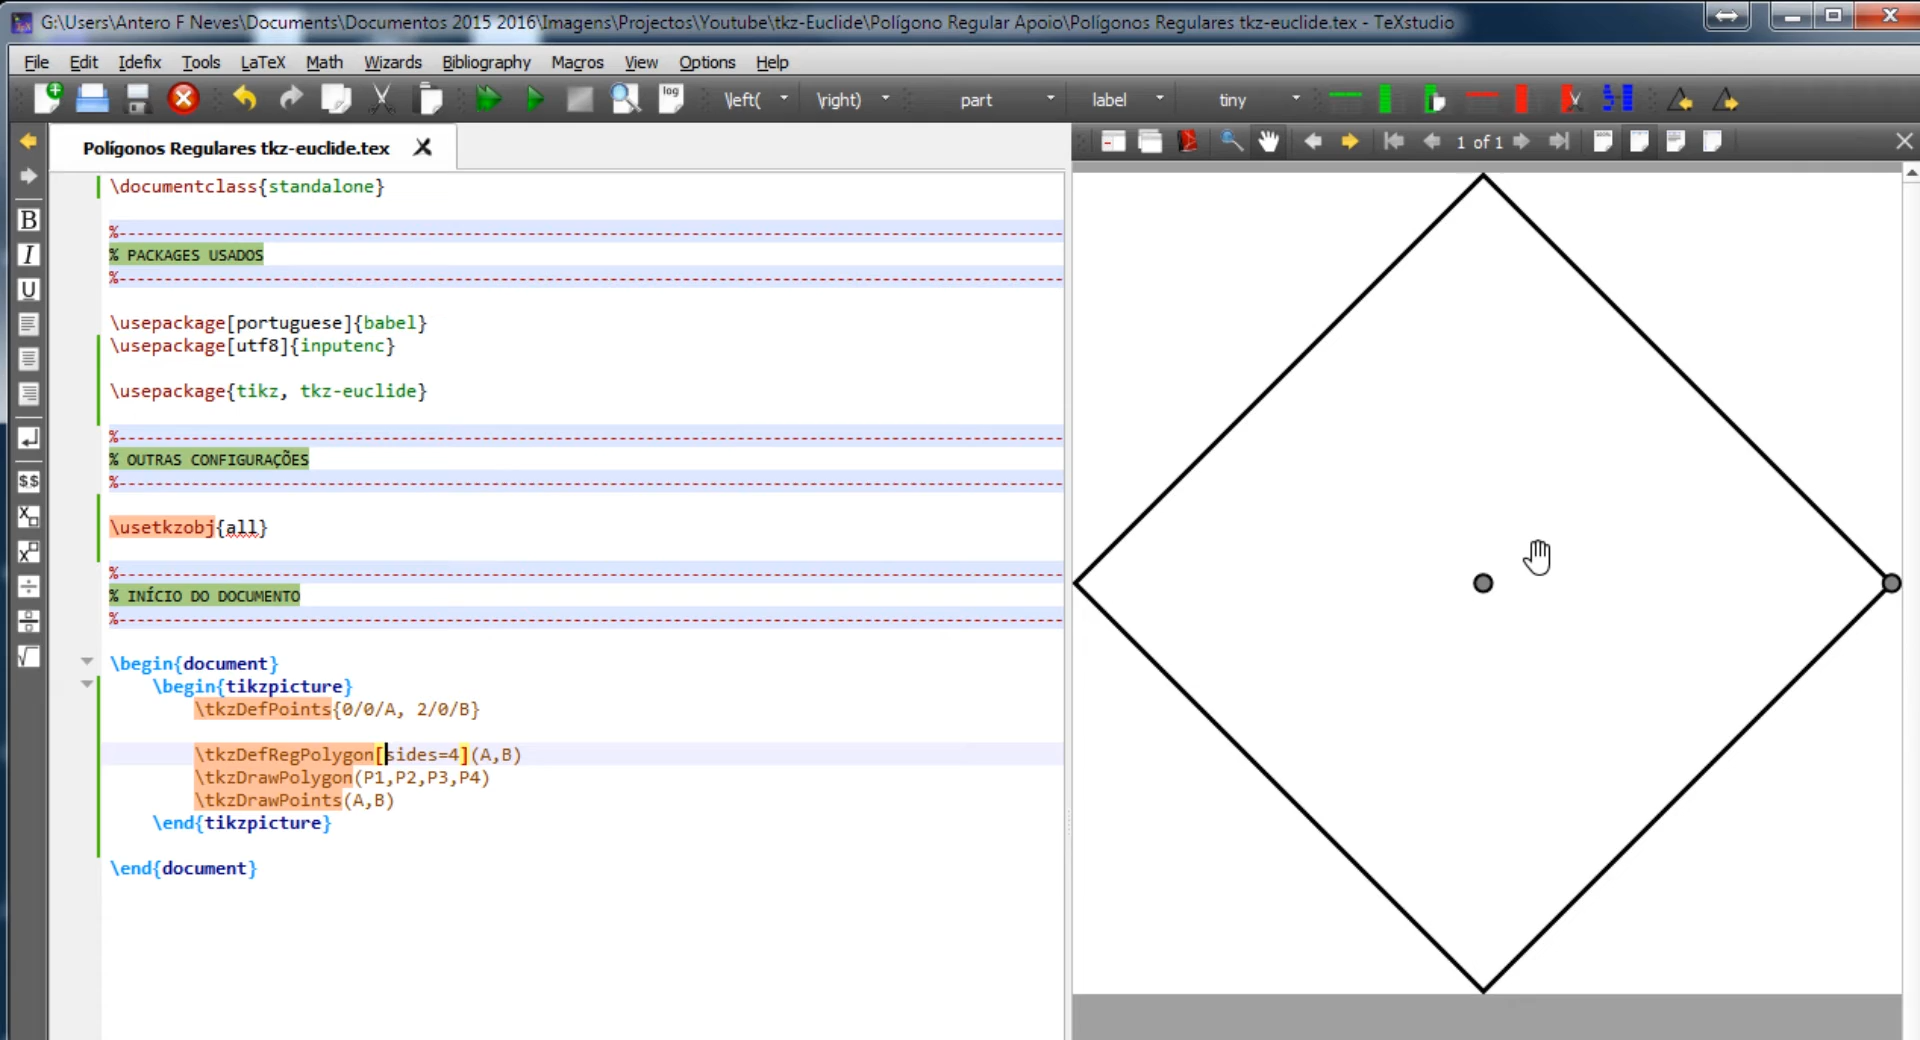 G:\Users\Antero F Neves\Documents\Documentos 2015 2016\Imagens\Projectos\Youtube\tkz-Euclide\Polígono Regular Apoio\Polígonos Regulares tkz-euclide.tex - TeXstudio
File Edit Idefix Tools LaTeX Math Wizards Bibliography Macros View Options Help
log \left( \right) part label tiny
Polígonos Regulares tkz-euclide.tex
1 of 1
\documentclass{standalone}
%----------------------------------------------------------------
% PACKAGES USADOS
%----------------------------------------------------------------
\usepackage[portuguese]{babel}
\usepackage[utf8]{inputenc}
\usepackage{tikz, tkz-euclide}
%----------------------------------------------------------------
% OUTRAS CONFIGURAÇÕES
%----------------------------------------------------------------
\usetkzobj{all}
%----------------------------------------------------------------
% INÍCIO DO DOCUMENTO
%----------------------------------------------------------------
\begin{document}
\begin{tikzpicture}
\tkzDefPoints{0/0/A, 2/0/B}
\tkzDefRegPolygon[sides=4](A,B)
\tkzDrawPolygon(P1,P2,P3,P4)
\tkzDrawPoints(A,B)
\end{tikzpicture}
\end{document}
B
I
U
$$